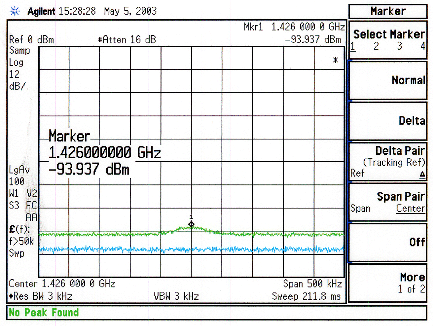 Agilent 15:28:28 May 5, 2003
Marker
Mkr1 1.426 000 0 GHz
Ref 0 dBm
*Atten 16 dB
-93.937 dBm
Samp
Log
12
dB/
*
Marker
1.426000000 GHz
-93.937 dBm
LgAv
100
W1 V2
S3 FC
AA
£(f):
f>50k
Swp
1
Center 1.426 000 0 GHz
Span 500 kHz
*Res BW 3 kHz
VBW 3 kHz
Sweep 211.8 ms
No Peak Found
Select Marker
1 2 3 4
Normal
Delta
Delta Pair
(Tracking Ref)
Ref Δ
Span Pair
Span Center
Off
More
1 of 2